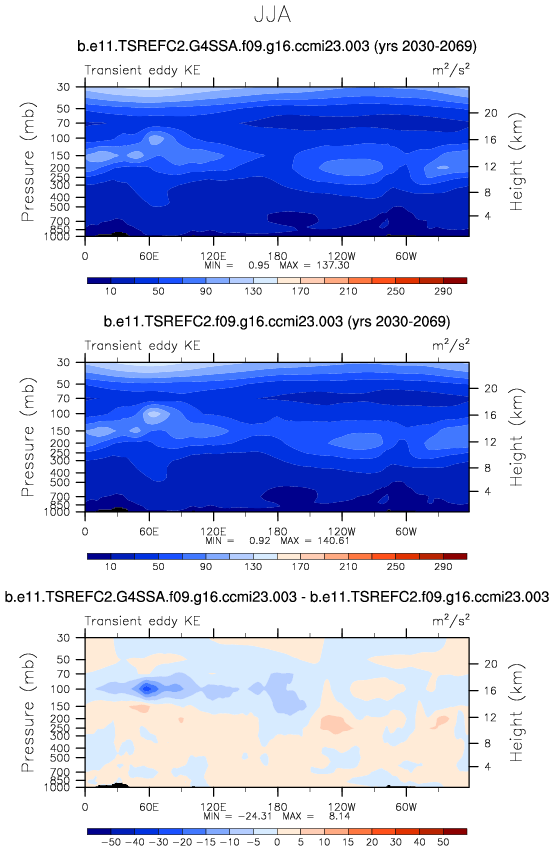 JJA
b.e11.TSREFC2.G4SSA.f09.g16.ccmi23.003 (yrs 2030-2069)
Transient eddy KE m²/s²
Pressure (mb)
30
50
70
100
150
200
250
300
400
500
700
850
1000
Height (km)
20
16
12
8
4
0 60E 120E 180 120W 60W
MIN = 0.95 MAX = 137.30
10 50 90 130 170 210 250 290
b.e11.TSREFC2.f09.g16.ccmi23.003 (yrs 2030-2069)
Transient eddy KE m²/s²
Pressure (mb)
30
50
70
100
150
200
250
300
400
500
700
850
1000
Height (km)
20
16
12
8
4
0 60E 120E 180 120W 60W
MIN = 0.92 MAX = 140.61
10 50 90 130 170 210 250 290
b.e11.TSREFC2.G4SSA.f09.g16.ccmi23.003 - b.e11.TSREFC2.f09.g16.ccmi23.003
Transient eddy KE m²/s²
Pressure (mb)
30
50
70
100
150
200
250
300
400
500
700
850
1000
Height (km)
20
16
12
8
4
0 60E 120E 180 120W 60W
MIN = -24.31 MAX = 8.14
-50 -40 -30 -20 -15 -10 -5 0 5 10 15 20 30 40 50